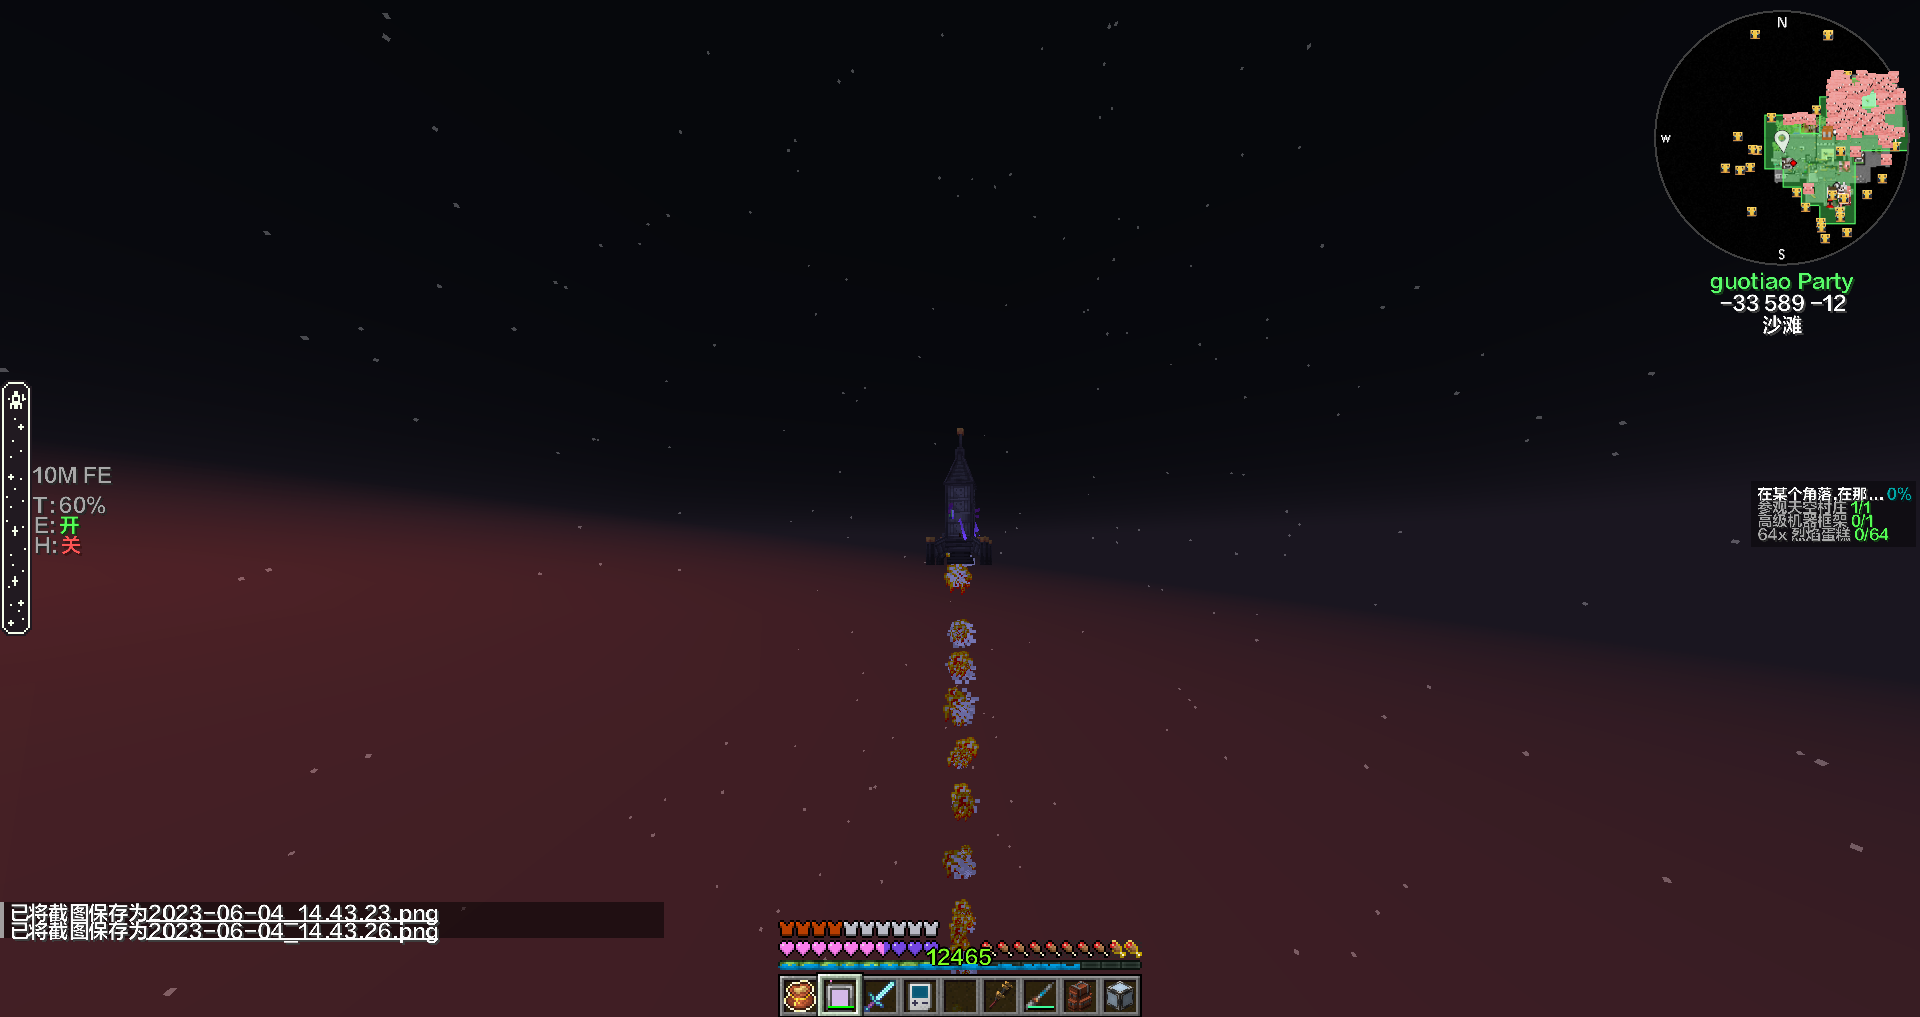 N
W
S
guotiao Party
-33 589 -12
沙滩
10M FE
T: 60%
E: 开
H: 关
在某个角落,在那... 0%
参观天空村庄 1/1
高级机器框架 0/1
64x 烈焰蛋糕 0/64
已将截图保存为2023-06-04_14.43.23.png
已将截图保存为2023-06-04_14.43.26.png
12465